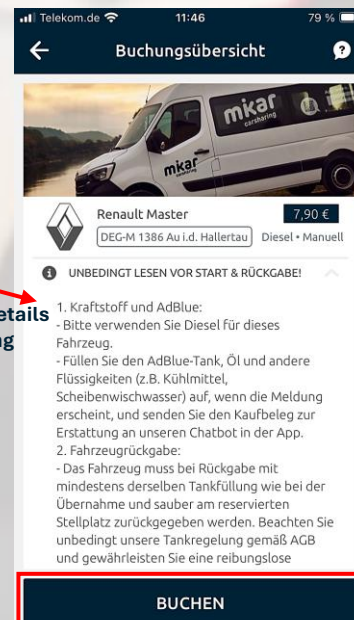 Telekom.de 11:46 79 %
Buchungsübersicht ?
mikar
carsharing
mikar
carsharing
Renault Master 7,90 €
DEG-M 1386 Au i.d. Hallertau Diesel • Manuell
UNBEDINGT LESEN VOR START & RÜCKGABE!
1. Kraftstoff und AdBlue:
etails
- Bitte verwenden Sie Diesel für dieses
ng
Fahrzeug.
- Füllen Sie den AdBlue-Tank, Öl und andere
Flüssigkeiten (z.B. Kühlmittel,
Scheibenwischwasser) auf, wenn die Meldung
erscheint, und senden Sie den Kaufbeleg zur
Erstattung an unseren Chatbot in der App.
2. Fahrzeugrückgabe:
- Das Fahrzeug muss bei Rückgabe mit
mindestens derselben Tankfüllung wie bei der
Übernahme und sauber am reservierten
Stellplatz zurückgegeben werden. Beachten Sie
unbedingt unsere Tankregelung gemäß AGB
und gewährleisten Sie eine reibungslose
BUCHEN